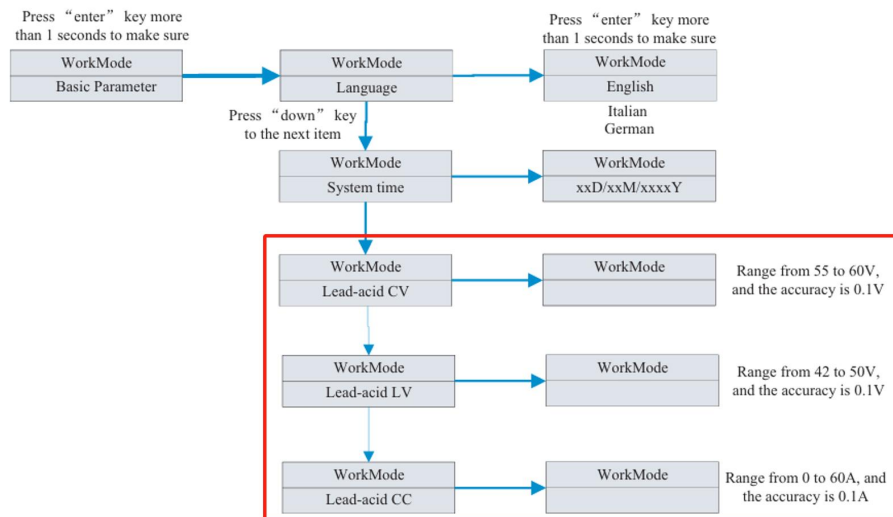 Press “enter” key more
than 1 seconds to make sure
WorkMode
Basic Parameter
WorkMode
Language
Press “enter” key more
than 1 seconds to make sure
WorkMode
English
Italian
German
Press “down” key
to the next item
WorkMode
System time
WorkMode
xxD/xxM/xxxxY
WorkMode
Lead-acid CV
WorkMode
Range from 55 to 60V,
and the accuracy is 0.1V
WorkMode
Lead-acid LV
WorkMode
Range from 42 to 50V,
and the accuracy is 0.1V
WorkMode
Lead-acid CC
WorkMode
Range from 0 to 60A, and
the accuracy is 0.1A